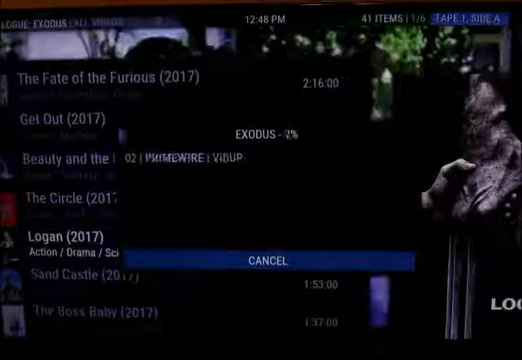 LOGUE: EXODUS
12:48 PM
41 ITEMS | 1/6
TAPE 1, SIDE A
The Fate of the Furious (2017)
2:16:00
Get Out (2017)
EXODUS - 2%
Beauty and the
02 | PRIMEWIRE | VIDUP
The Circle (2017
Logan (2017)
Action / Drama / Sci
CANCEL
Sand Castle (2017)
1:53:00
The Boss Baby (2017)
1:37:00
LOG